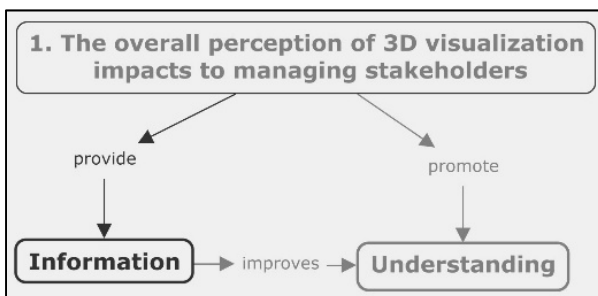 1. The overall perception of 3D visualization
impacts to managing stakeholders
provide
promote
Information
improves
Understanding